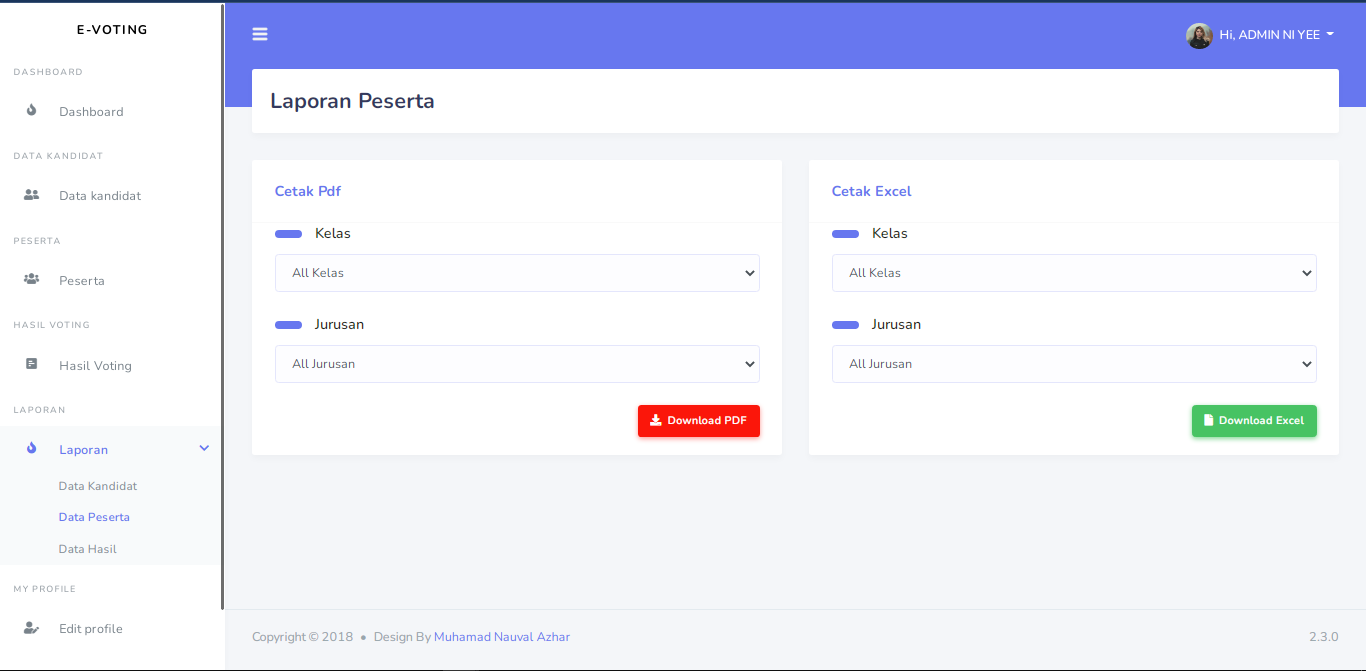 E-VOTING
DASHBOARD
Dashboard
DATA KANDIDAT
Data kandidat
PESERTA
Peserta
HASIL VOTING
Hasil Voting
LAPORAN
Laporan
Data Kandidat
Data Peserta
Data Hasil
MY PROFILE
Edit profile
Hi, ADMIN NI YEE
Laporan Peserta
Cetak Pdf
Kelas
All Kelas
Jurusan
All Jurusan
Download PDF
Cetak Excel
Kelas
All Kelas
Jurusan
All Jurusan
Download Excel
Copyright © 2018 • Design By Muhamad Nauval Azhar
2.3.0